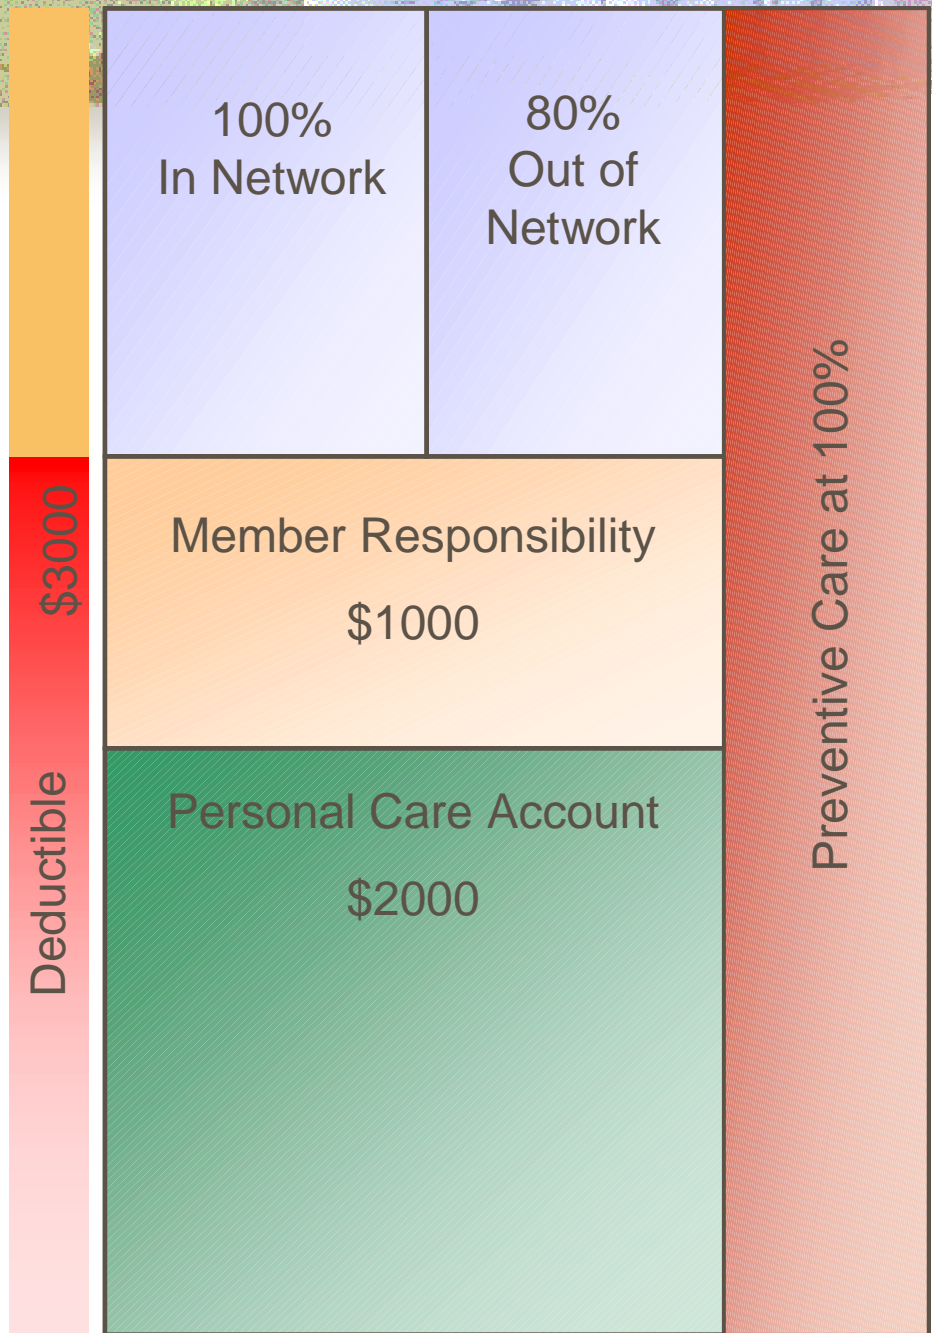 100%
In Network
80%
Out of
Network
Member Responsibility
$1000
Personal Care Account
$2000
Deductible $3000
Preventive Care at 100%